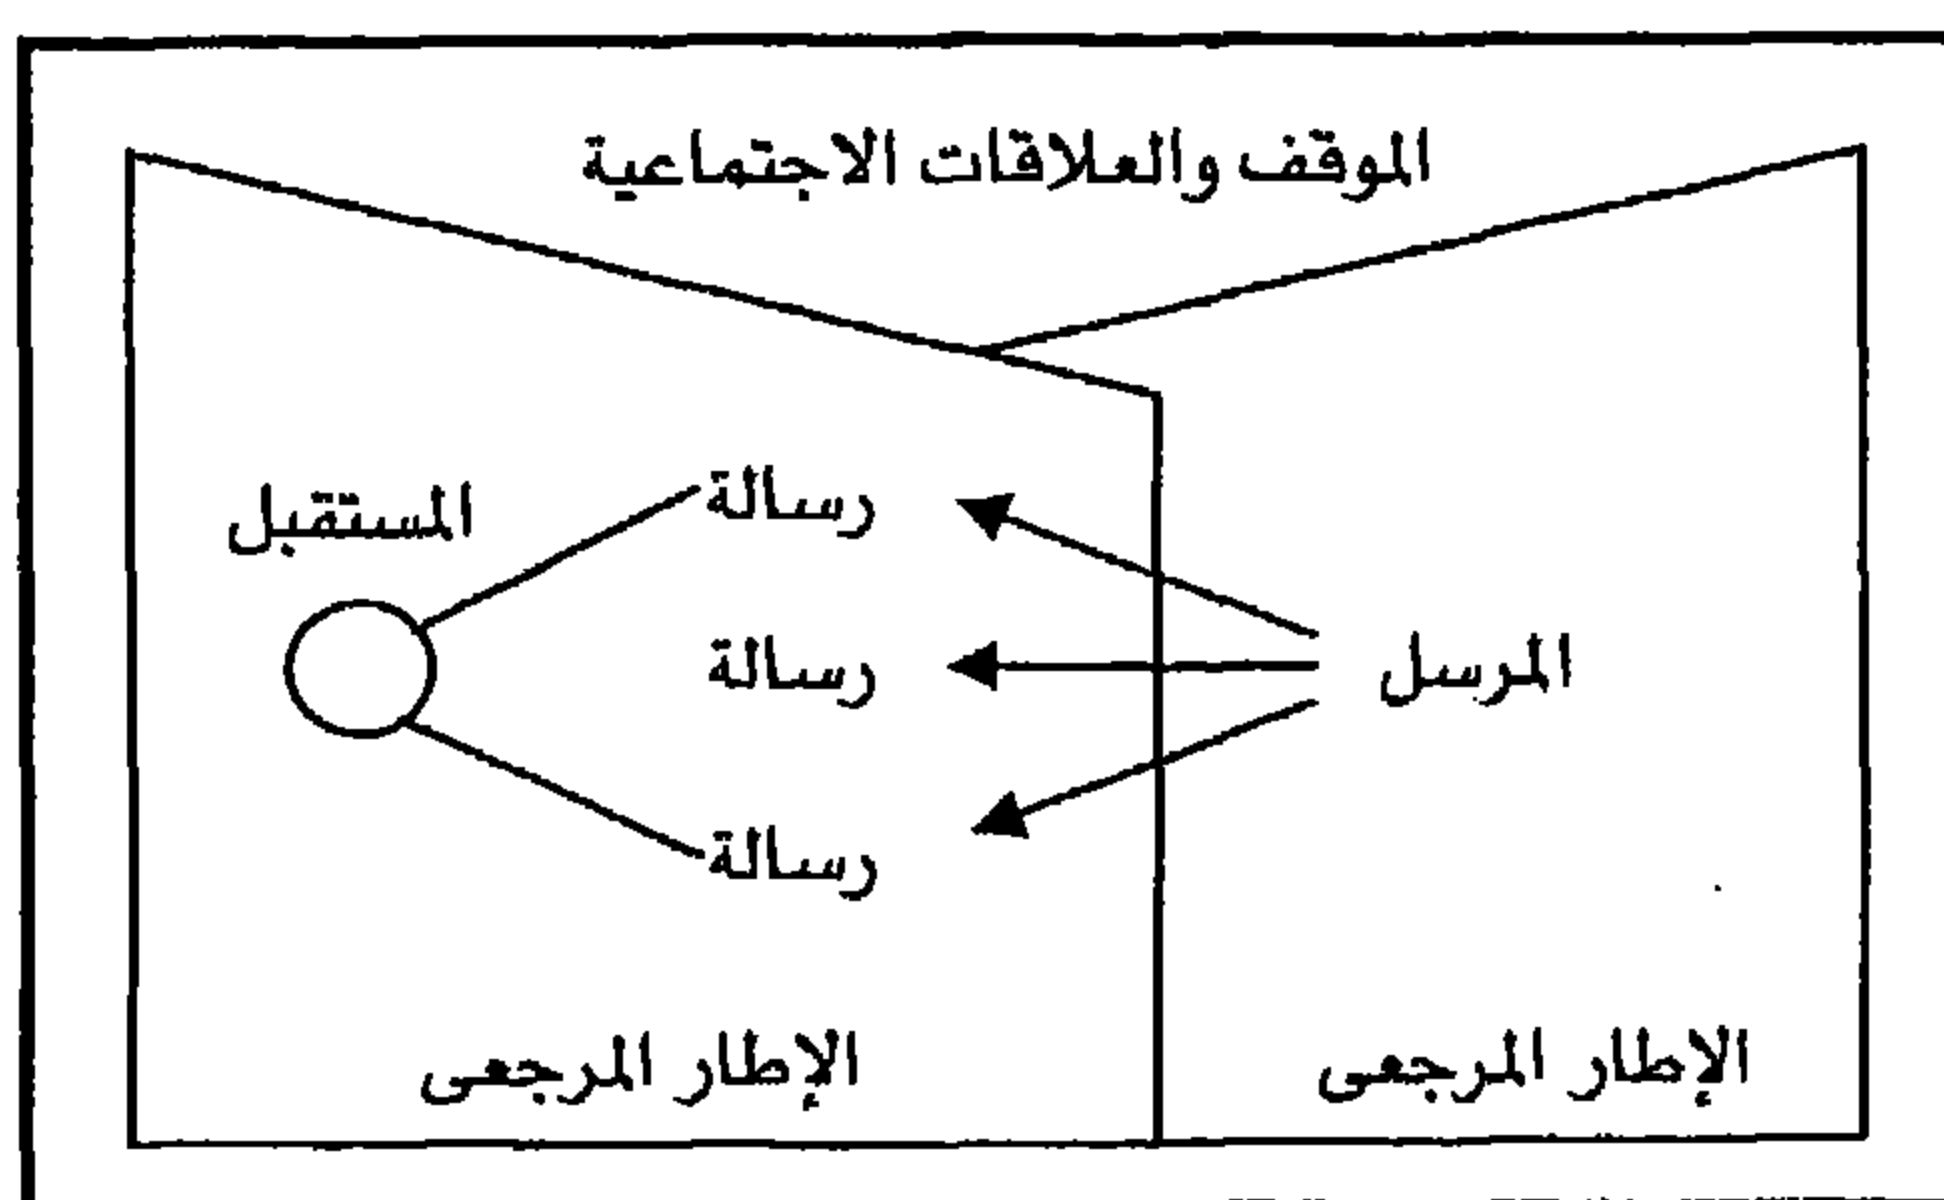 الموقف والعلاقات الاجتماعية
المرسل
رسالة
رسالة
رسالة
المستقبل
الإطار المرجعى
الإطار المرجعى